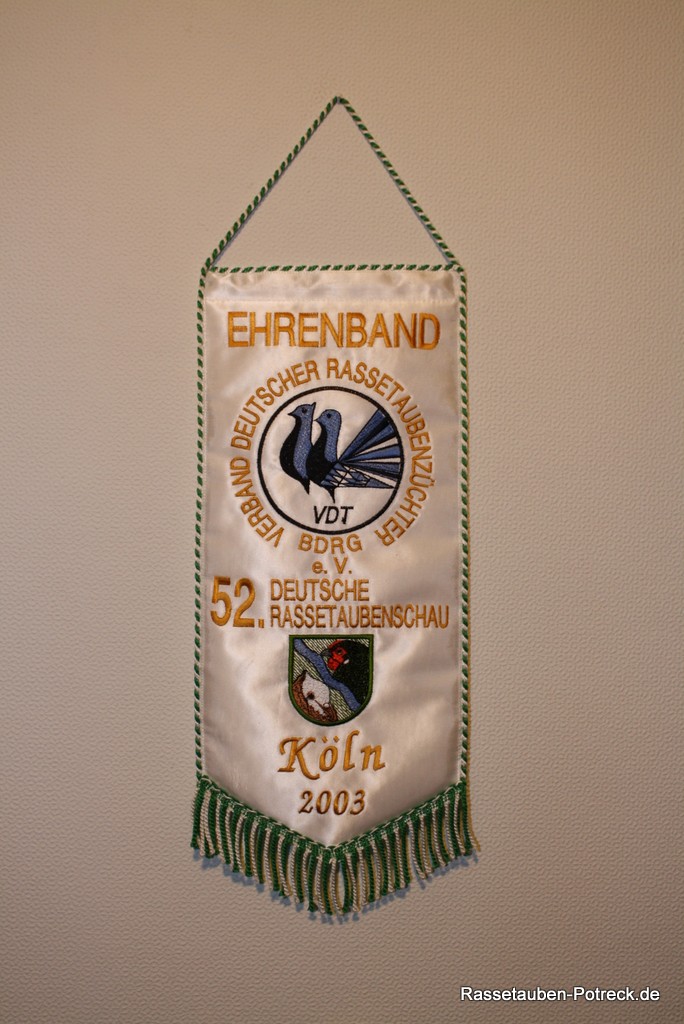 EHRENBAND
VERBAND DEUTSCHER RASSETAUBENZÜCHTER
VDT
BDRG
e. V.
52. DEUTSCHE
RASSETAUBENSCHAU
Köln
2003
Rassetauben-Potreck.de